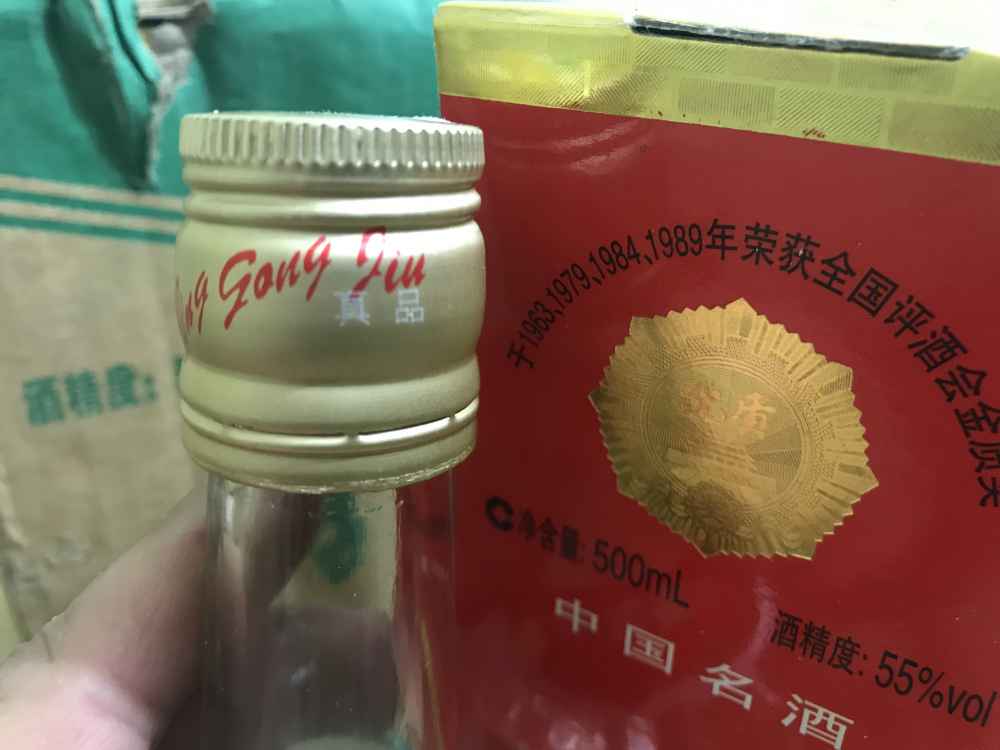 Gong Jiu
真品
酒精度:
于1963,1979,1984,1989年荣获全国评酒会金质奖
金质
净含量: 500mL
酒精度: 55%vol
中国名酒